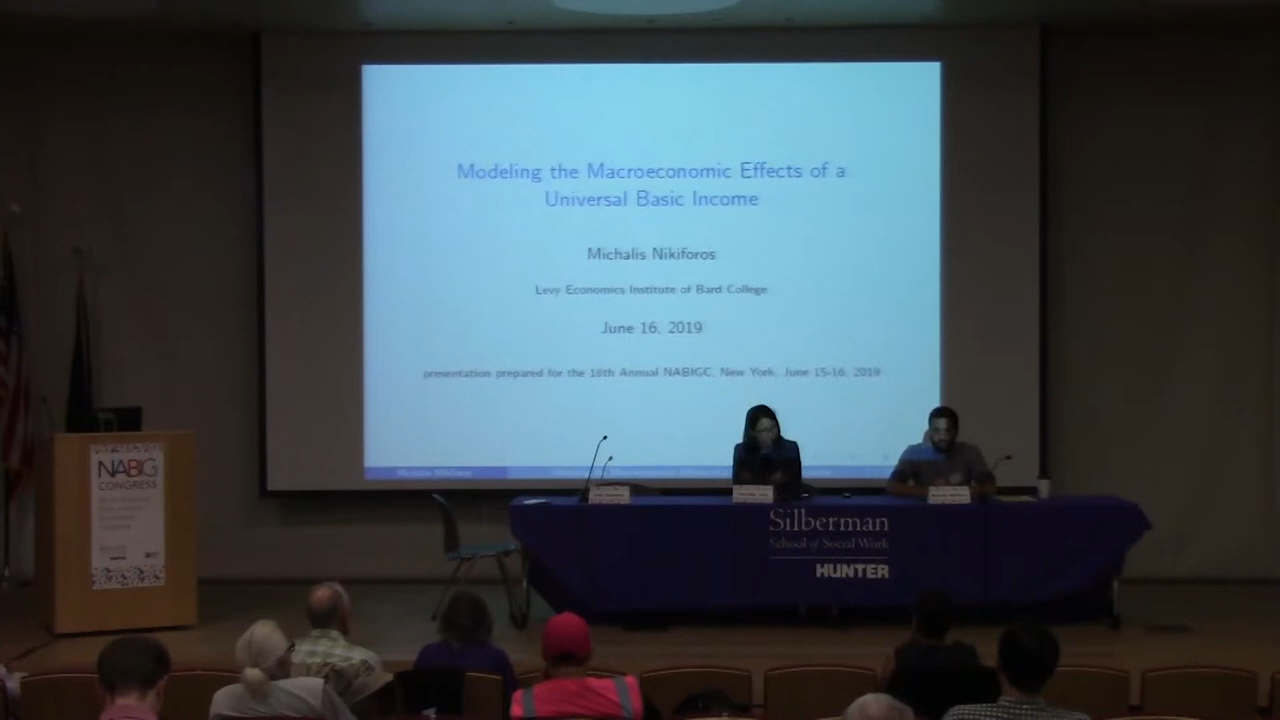 Modeling the Macroeconomic Effects of a
Universal Basic Income
Michalis Nikiforos
Levy Economics Institute of Bard College
June 16, 2019
presentation prepared for the 18th Annual NABIGC, New York, June 15-16, 2019
NABIG
CONGRESS
Silberman
School of Social Work
HUNTER